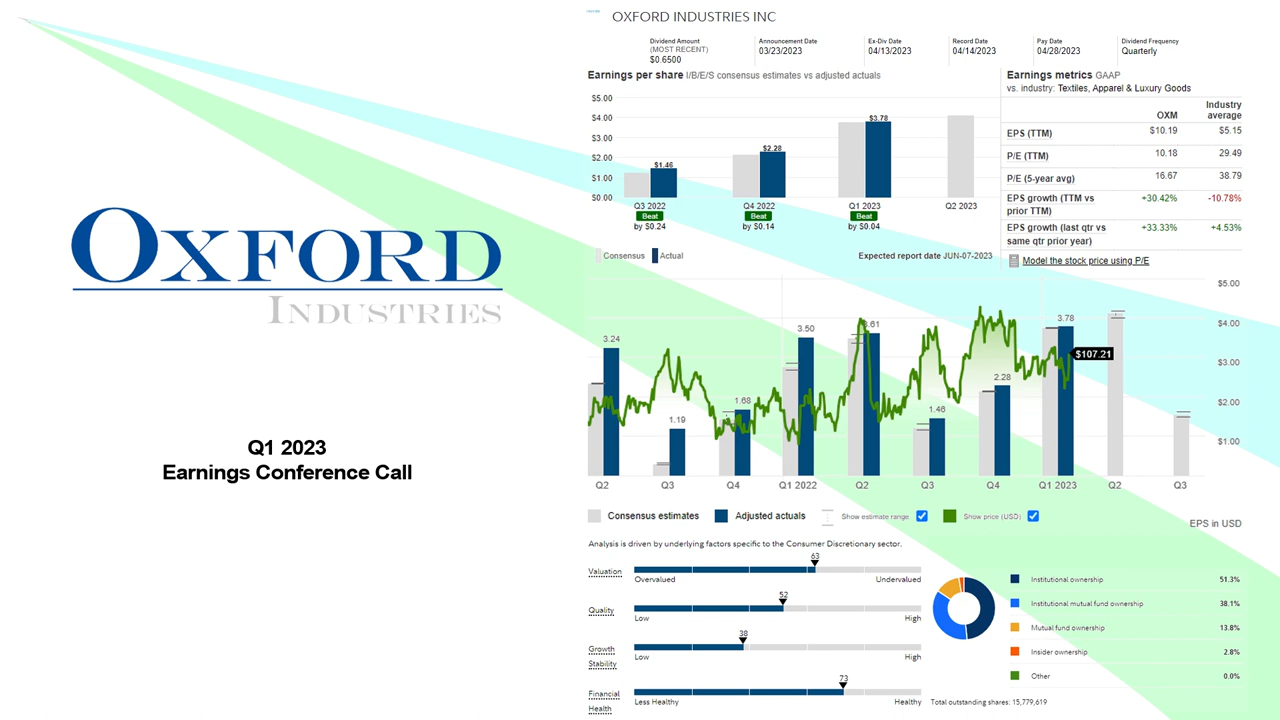 OXFORD
INDUSTRIES
Q1 2023
Earnings Conference Call
OXFORD INDUSTRIES INC
Dividend Amount
(MOST RECENT)
$0.6500
Announcement Date
03/23/2023
Ex-Div Date
04/13/2023
Record Date
04/14/2023
Pay Date
04/28/2023
Dividend Frequency
Quarterly
Earnings per share I/B/E/S consensus estimates vs adjusted actuals
$5.00
$4.00
$3.00
$2.00
$1.00
$0.00
$1.46
$2.28
$3.78
Q3 2022
Beat
by $0.24
Q4 2022
Beat
by $0.14
Q1 2023
Beat
by $0.04
Q2 2023
Consensus Actual
Expected report date JUN-07-2023
Earnings metrics GAAP
vs. industry: Textiles, Apparel & Luxury Goods
OXM Industry average
EPS (TTM) $10.19 $5.15
P/E (TTM) 10.18 29.49
P/E (5-year avg) 16.67 38.79
EPS growth (TTM vs prior TTM) +30.42% -10.78%
EPS growth (last qtr vs same qtr prior year) +33.33% +4.53%
Model the stock price using P/E
$5.00
$4.00
$3.00
$2.00
$1.00
3.24
1.19
1.68
3.50
3.61
1.46
2.28
3.78
$107.21
Q2 Q3 Q4 Q1 2022 Q2 Q3 Q4 Q1 2023 Q2 Q3
Consensus estimates Adjusted actuals Show estimate range Show price (USD)
EPS in USD
Analysis is driven by underlying factors specific to the Consumer Discretionary sector.
63
Valuation
Overvalued Undervalued
52
Quality
Low High
38
Growth
Stability
Low High
73
Financial
Health
Less Healthy Healthy
Institutional ownership 51.3%
Institutional mutual fund ownership 38.1%
Mutual fund ownership 13.8%
Insider ownership 2.8%
Other 0.0%
Total outstanding shares: 15,779,619